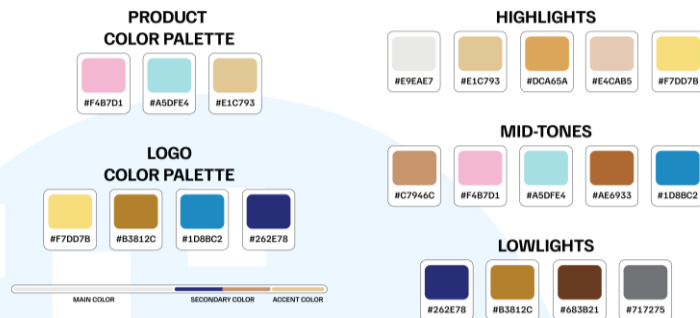 PRODUCT
COLOR PALETTE
#F4B7D1 #A5DFE4 #E1C793
LOGO
COLOR PALETTE
#F7DD7B #B3812C #1D8BC2 #262E78
MAIN COLOR SECONDARY COLOR ACCENT COLOR
HIGHLIGHTS
#E9EAE7 #E1C793 #DCA65A #E4CAB5 #F7DD7B
MID-TONES
#C7946C #F4B7D1 #A5DFE4 #AE6933 #1D8BC2
LOWLIGHTS
#262E78 #B3812C #683B21 #717275